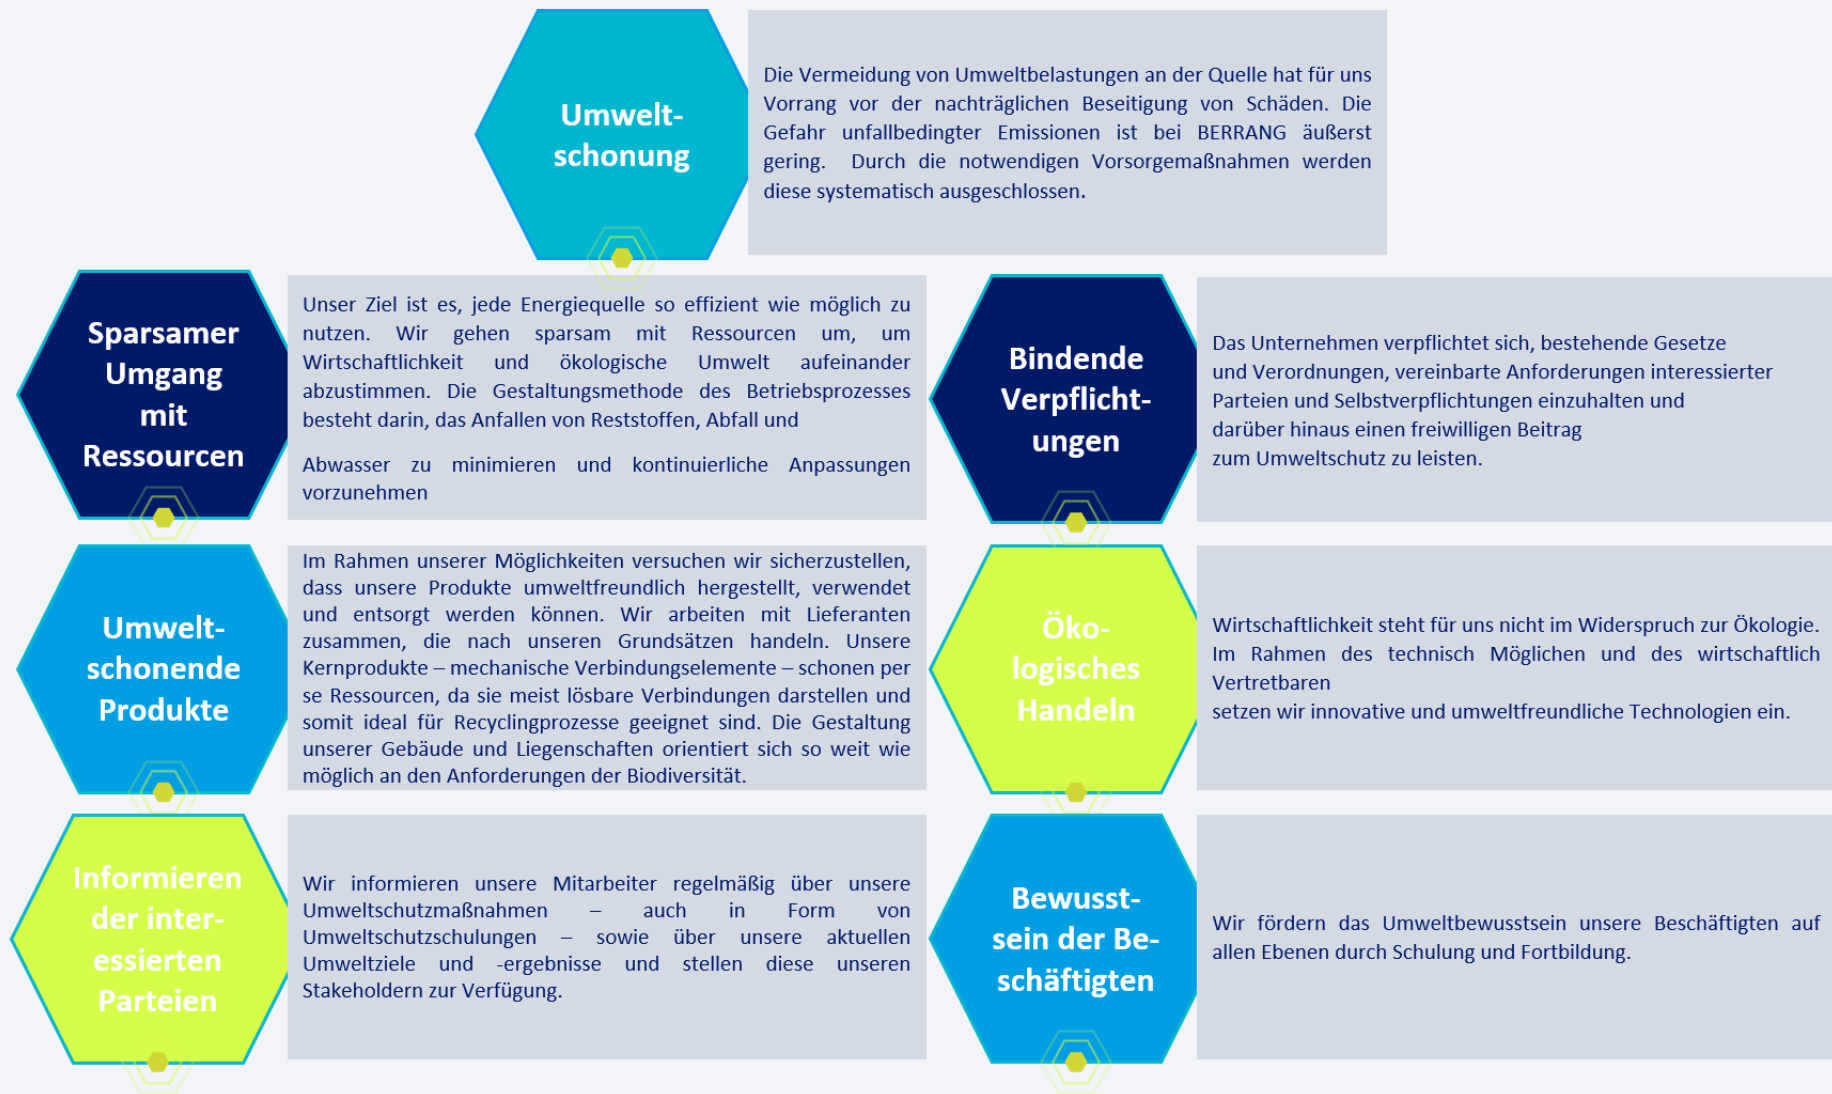 Umwelt-
schonung
Die Vermeidung von Umweltbelastungen an der Quelle hat für uns
Vorrang vor der nachträglichen Beseitigung von Schäden. Die
Gefahr unfallbedingter Emissionen ist bei BERRANG äußerst
gering. Durch die notwendigen Vorsorgemaßnahmen werden
diese systematisch ausgeschlossen.
Sparsamer
Umgang
mit
Ressourcen
Unser Ziel ist es, jede Energiequelle so effizient wie möglich zu
nutzen. Wir gehen sparsam mit Ressourcen um, um
Wirtschaftlichkeit und ökologische Umwelt aufeinander
abzustimmen. Die Gestaltungsmethode des Betriebsprozesses
besteht darin, das Anfallen von Reststoffen, Abfall und
Abwasser zu minimieren und kontinuierliche Anpassungen
vorzunehmen
Bindende
Verpflicht-
ungen
Das Unternehmen verpflichtet sich, bestehende Gesetze
und Verordnungen, vereinbarte Anforderungen interessierter
Parteien und Selbstverpflichtungen einzuhalten und
darüber hinaus einen freiwilligen Beitrag
zum Umweltschutz zu leisten.
Umwelt-
schonende
Produkte
Im Rahmen unserer Möglichkeiten versuchen wir sicherzustellen,
dass unsere Produkte umweltfreundlich hergestellt, verwendet
und entsorgt werden können. Wir arbeiten mit Lieferanten
zusammen, die nach unseren Grundsätzen handeln. Unsere
Kernprodukte – mechanische Verbindungselemente – schonen per
se Ressourcen, da sie meist lösbare Verbindungen darstellen und
somit ideal für Recyclingprozesse geeignet sind. Die Gestaltung
unserer Gebäude und Liegenschaften orientiert sich so weit wie
möglich an den Anforderungen der Biodiversität.
Öko-
logisches
Handeln
Wirtschaftlichkeit steht für uns nicht im Widerspruch zur Ökologie.
Im Rahmen des technisch Möglichen und des wirtschaftlich
Vertretbaren
setzen wir innovative und umweltfreundliche Technologien ein.
Informieren
der inter-
essierten
Parteien
Wir informieren unsere Mitarbeiter regelmäßig über unsere
Umweltschutzmaßnahmen – auch in Form von
Umweltschutzschulungen – sowie über unsere aktuellen
Umweltziele und -ergebnisse und stellen diese unseren
Stakeholdern zur Verfügung.
Bewusst-
sein der Be-
schäftigten
Wir fördern das Umweltbewusstsein unsere Beschäftigten auf
allen Ebenen durch Schulung und Fortbildung.